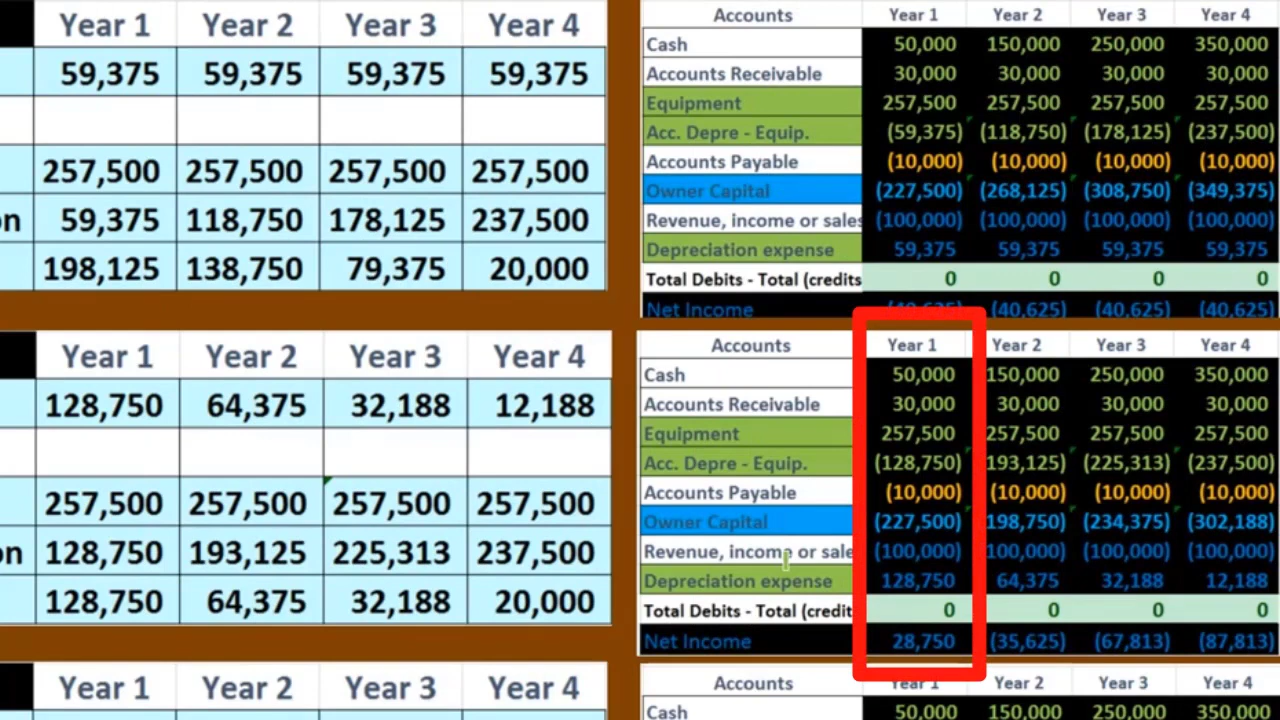 Year 1 Year 2 Year 3 Year 4
59,375 59,375 59,375 59,375
257,500 257,500 257,500 257,500
on 59,375 118,750 178,125 237,500
198,125 138,750 79,375 20,000
Accounts Year 1 Year 2 Year 3 Year 4
Cash 50,000 150,000 250,000 350,000
Accounts Receivable 30,000 30,000 30,000 30,000
Equipment 257,500 257,500 257,500 257,500
Acc. Depre - Equip. (59,375) (118,750) (178,125) (237,500)
Accounts Payable (10,000) (10,000) (10,000) (10,000)
Owner Capital (227,500) (268,125) (308,750) (349,375)
Revenue, income or sales (100,000) (100,000) (100,000) (100,000)
Depreciation expense 59,375 59,375 59,375 59,375
Total Debits - Total (credits 0 0 0 0
Net Income (40,625) (40,625) (40,625) (40,625)
Year 1 Year 2 Year 3 Year 4
128,750 64,375 32,188 12,188
257,500 257,500 257,500 257,500
on 128,750 193,125 225,313 237,500
128,750 64,375 32,188 20,000
Accounts Year 1 Year 2 Year 3 Year 4
Cash 50,000 150,000 250,000 350,000
Accounts Receivable 30,000 30,000 30,000 30,000
Equipment 257,500 257,500 257,500 257,500
Acc. Depre - Equip. (128,750) 193,125) (225,313) (237,500)
Accounts Payable (10,000) (10,000) (10,000) (10,000)
Owner Capital (227,500) 198,750) (234,375) (302,188)
Revenue, income or sale (100,000) (100,000) (100,000) (100,000)
Depreciation expense 128,750 64,375 32,188 12,188
Total Debits - Total (credit 0 0 0 0
Net Income 28,750 (35,625) (67,813) (87,813)
Year 1 Year 2 Year 3 Year 4
Accounts Year 1 Year 2 Year 3 Year 4
Cash 50,000 150,000 250,000 350,000